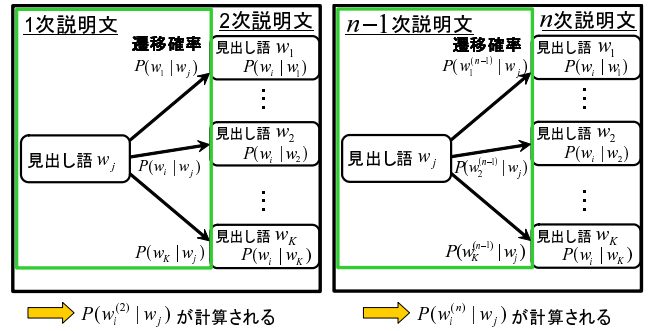 1次説明文
2次説明文
遷移確率
P(w_1 | w_j)
見出し語 w_1
P(w_i | w_1)
⋮
見出し語 w_j
P(w_i | w_j)
見出し語 w_2
P(w_i | w_2)
⋮
P(w_K | w_j)
見出し語 w_K
P(w_i | w_K)
P(w_i^{(2)} | w_j) が計算される
n−1次説明文
n次説明文
遷移確率
P(w_1^{(n-1)} | w_j)
見出し語 w_1
P(w_i | w_1)
⋮
見出し語 w_j
P(w_2^{(n-1)} | w_j)
見出し語 w_2
P(w_i | w_2)
⋮
P(w_K^{(n-1)} | w_j)
見出し語 w_K
P(w_i | w_K)
P(w_i^{(n)} | w_j) が計算される